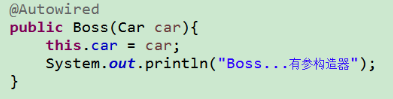 @Autowired
public Boss(Car car){
this.car = car;
System.out.println("Boss...有参构造器");
}